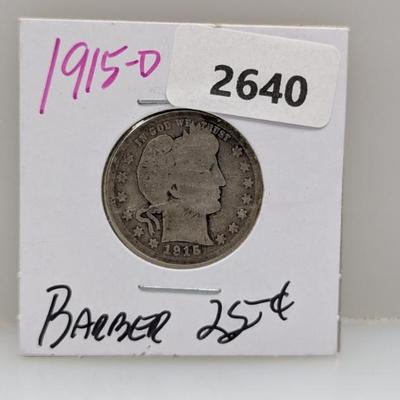 1915-D
2640
IN GOD WE TRUST
1915
BARBER 25¢